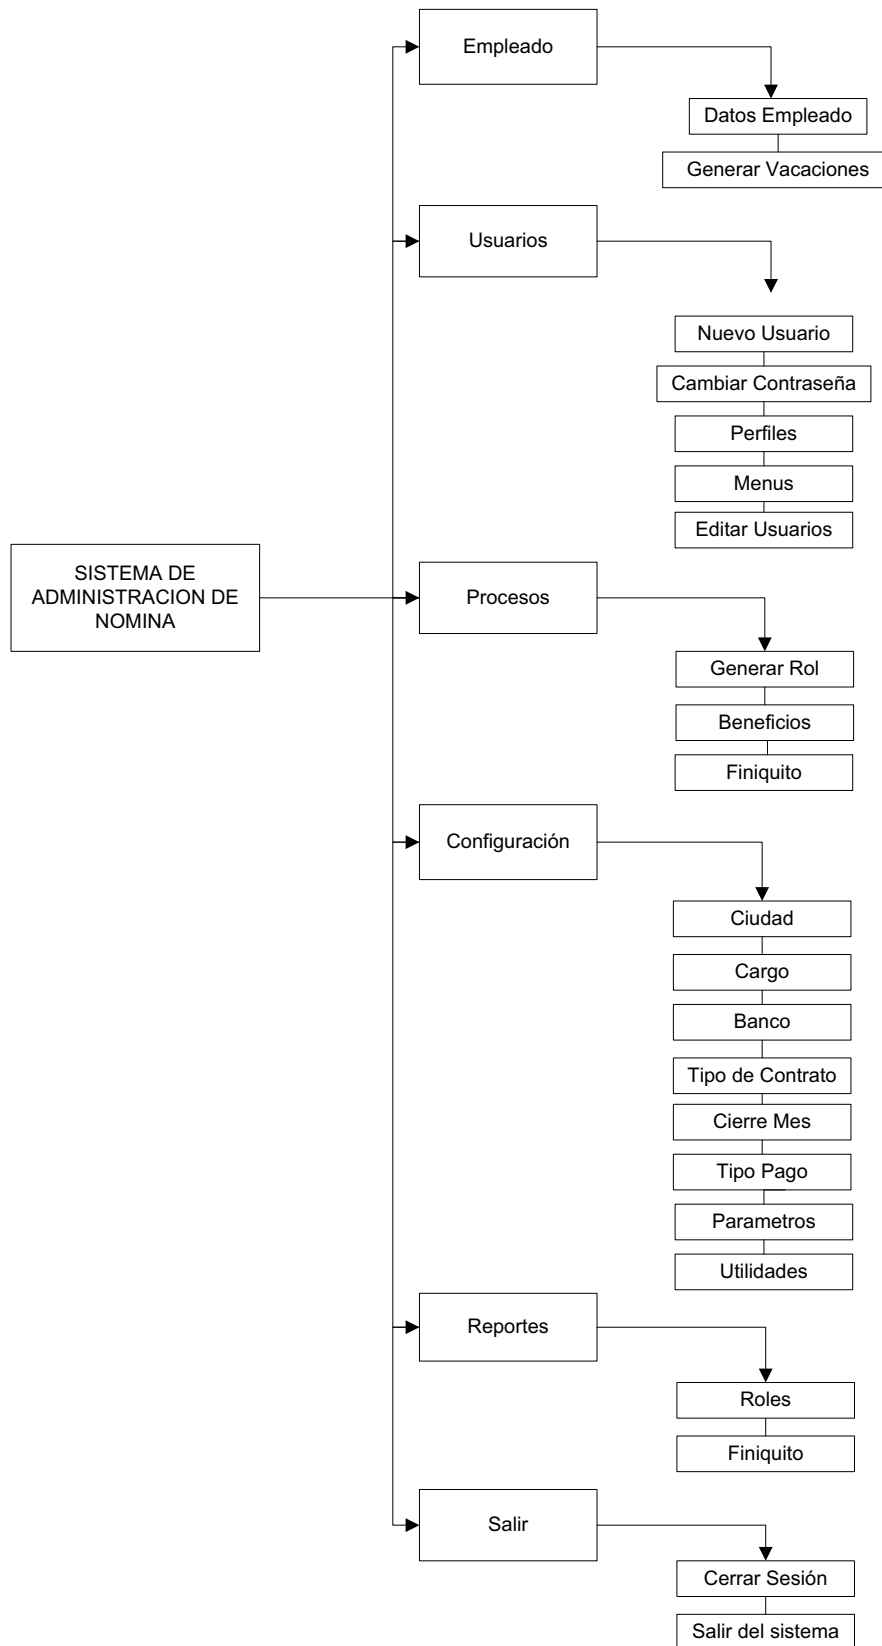 Empleado
Datos Empleado
Generar Vacaciones
Usuarios
Nuevo Usuario
Cambiar Contraseña
Perfiles
Menus
Editar Usuarios
SISTEMA DE
ADMINISTRACION DE
NOMINA
Procesos
Generar Rol
Beneficios
Finiquito
Configuración
Ciudad
Cargo
Banco
Tipo de Contrato
Cierre Mes
Tipo Pago
Parametros
Utilidades
Reportes
Roles
Finiquito
Salir
Cerrar Sesión
Salir del sistema